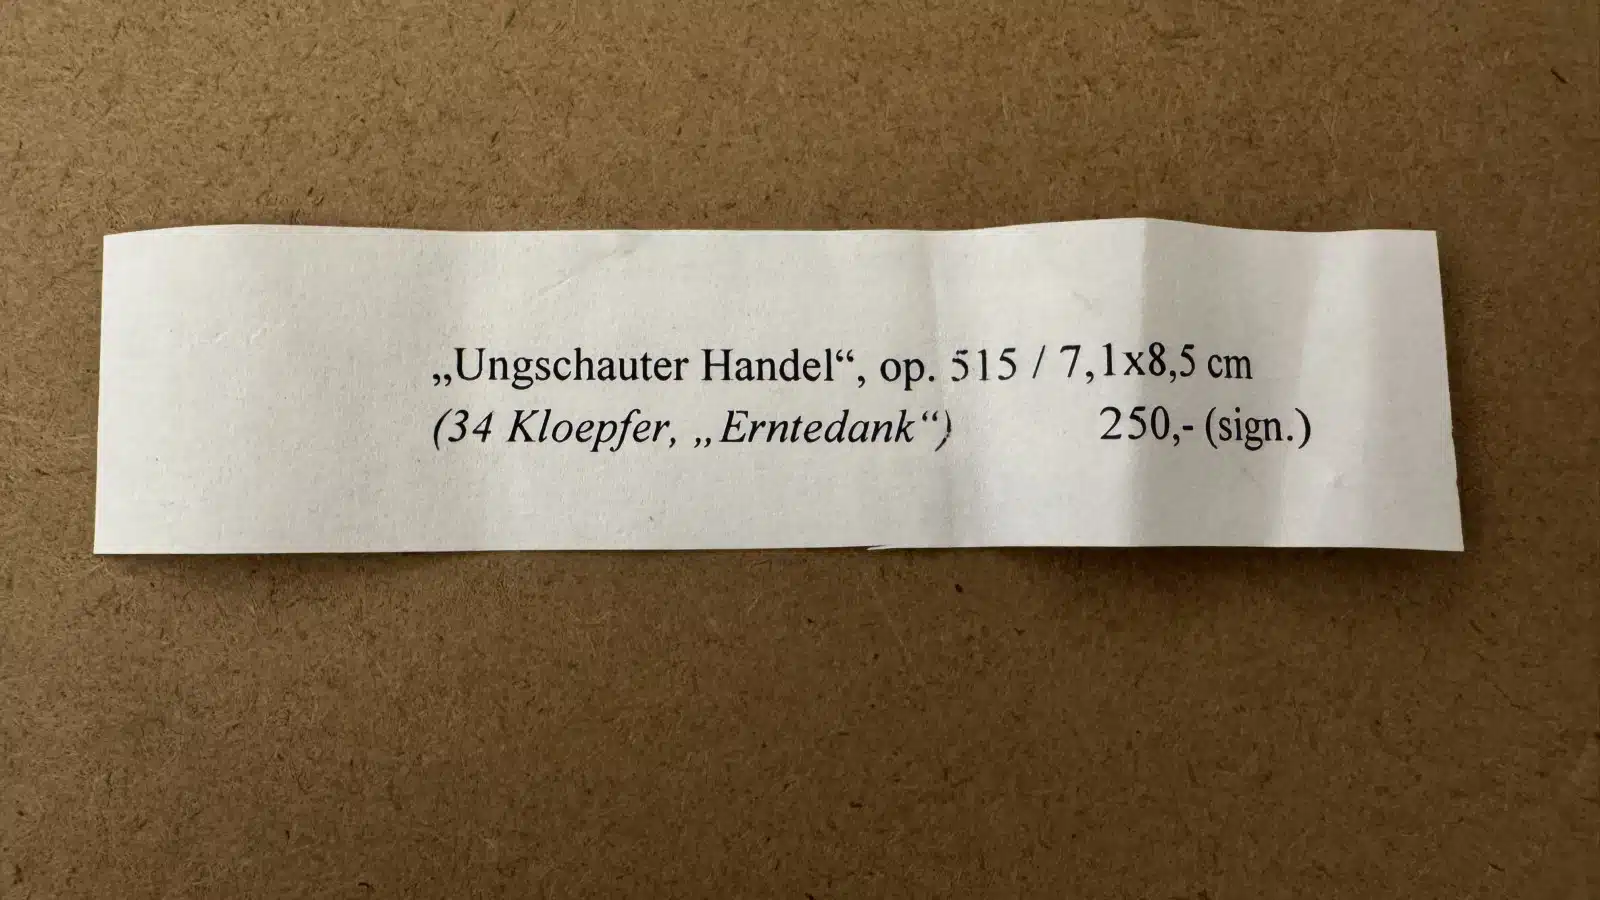 „Ungschauter Handel“, op. 515 / 7,1x8,5 cm
(34 Kloepfer, „Erntedank“) 250,- (sign.)